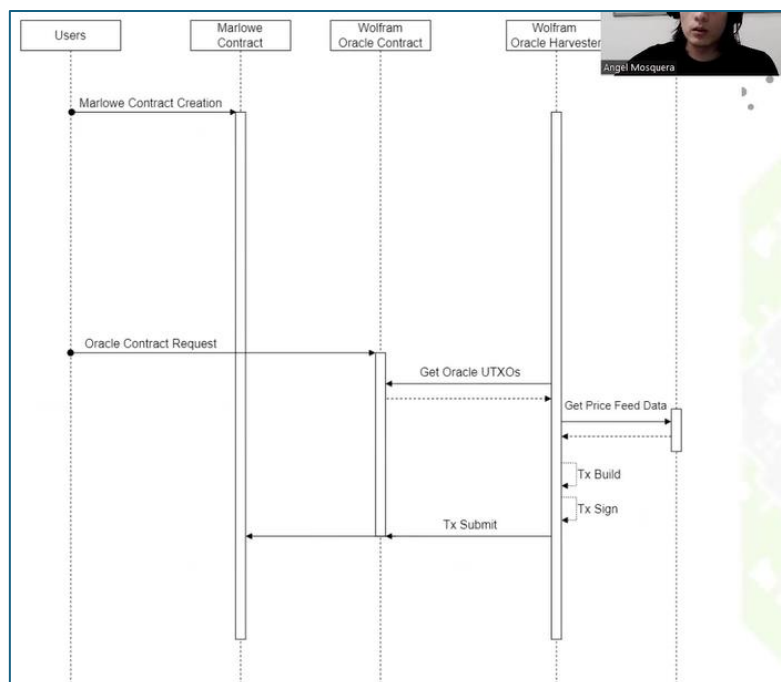 Users
Marlowe
Contract
Wolfram
Oracle Contract
Wolfram
Oracle Harvester
Angel Mosquera
Marlowe Contract Creation
Oracle Contract Request
Get Oracle UTXOs
Get Price Feed Data
Tx Build
Tx Sign
Tx Submit